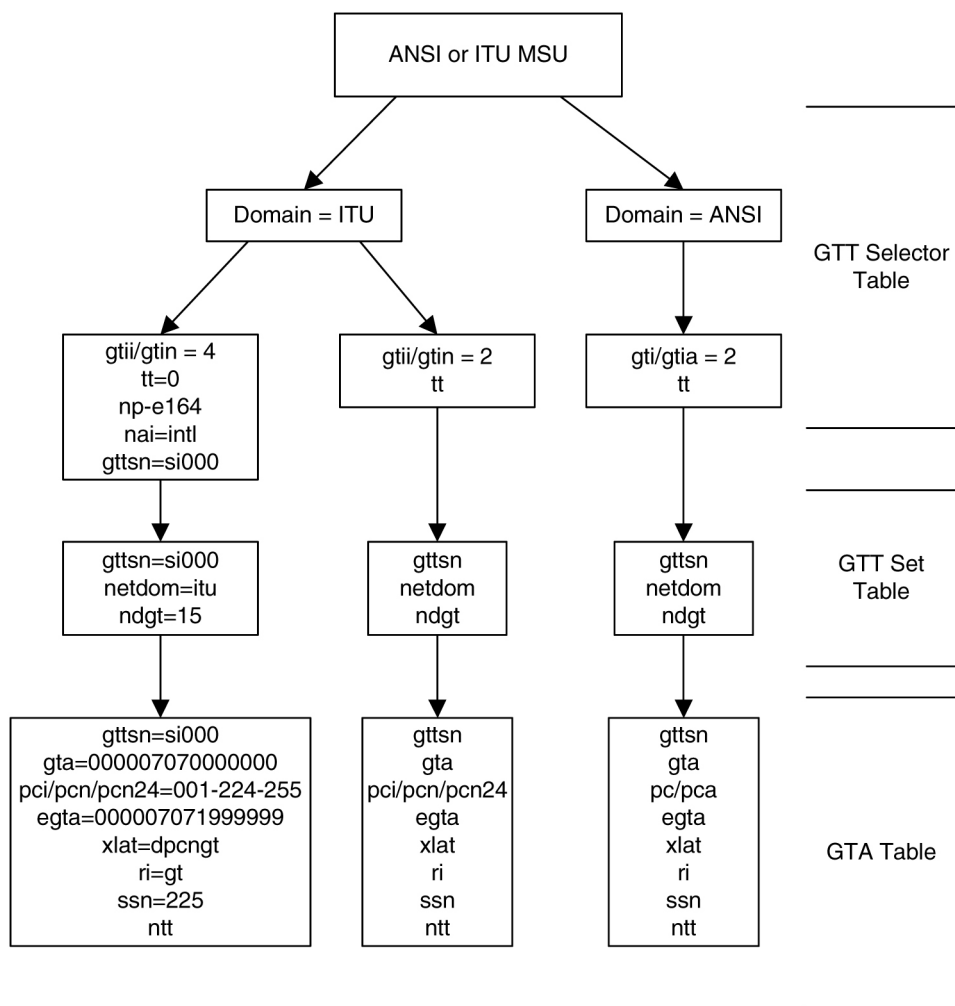 ANSI or ITU MSU
Domain = ITU
Domain = ANSI
GTT Selector
Table
gtii/gtin = 4
tt=0
np-e164
nai=intl
gttsn=si000
gtii/gtin = 2
tt
gti/gtia = 2
tt
gttsn=si000
netdom=itu
ndgt=15
gttsn
netdom
ndgt
gttsn
netdom
ndgt
GTT Set
Table
gttsn=si000
gta=000007070000000
pci/pcn/pcn24=001-224-255
egta=000007071999999
xlat=dpcngt
ri=gt
ssn=225
ntt
gttsn
gta
pci/pcn/pcn24
egta
xlat
ri
ssn
ntt
gttsn
gta
pc/pca
egta
xlat
ri
ssn
ntt
GTA Table